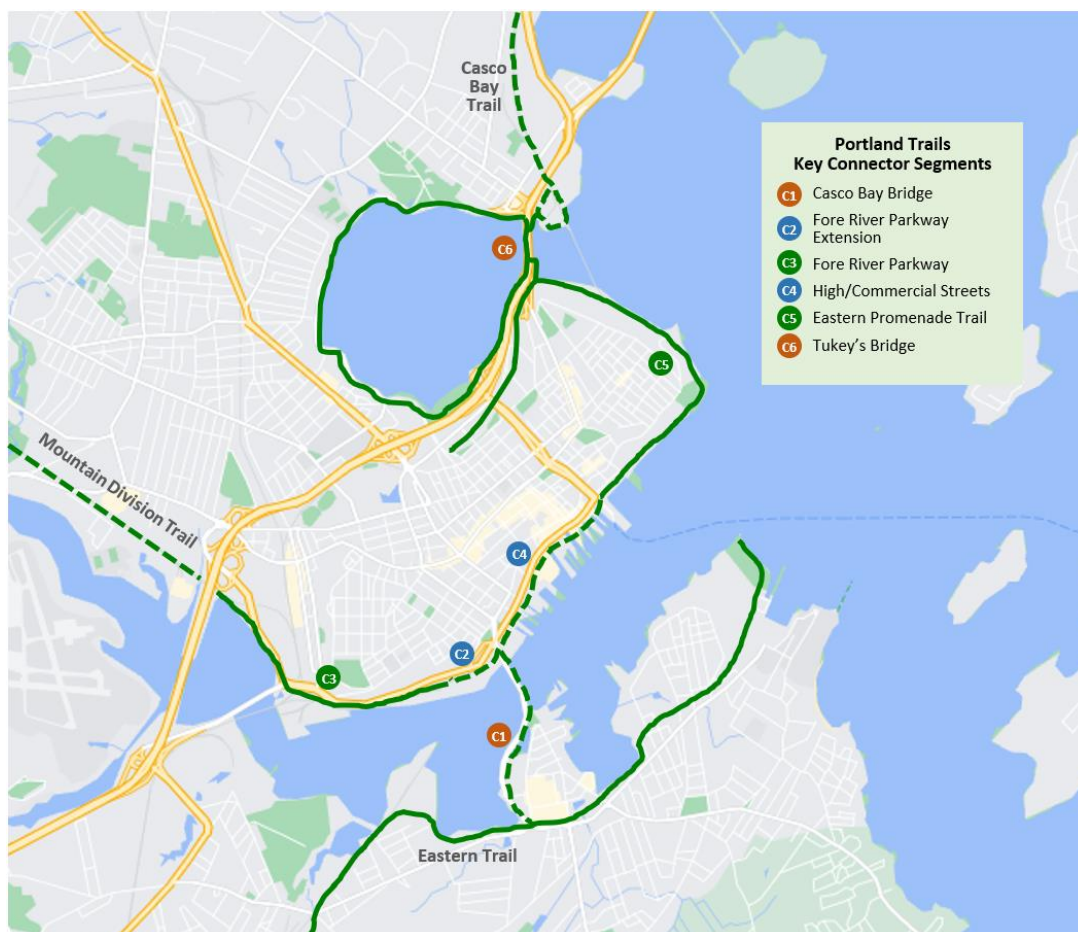 Casco
Bay
Trail
Portland Trails
Key Connector Segments
C1 Casco Bay Bridge
C2 Fore River Parkway
Extension
C3 Fore River Parkway
C4 High/Commercial Streets
C5 Eastern Promenade Trail
C6 Tukey's Bridge
C6
C5
Mountain Division Trail
C4
C2
C3
C1
Eastern Trail